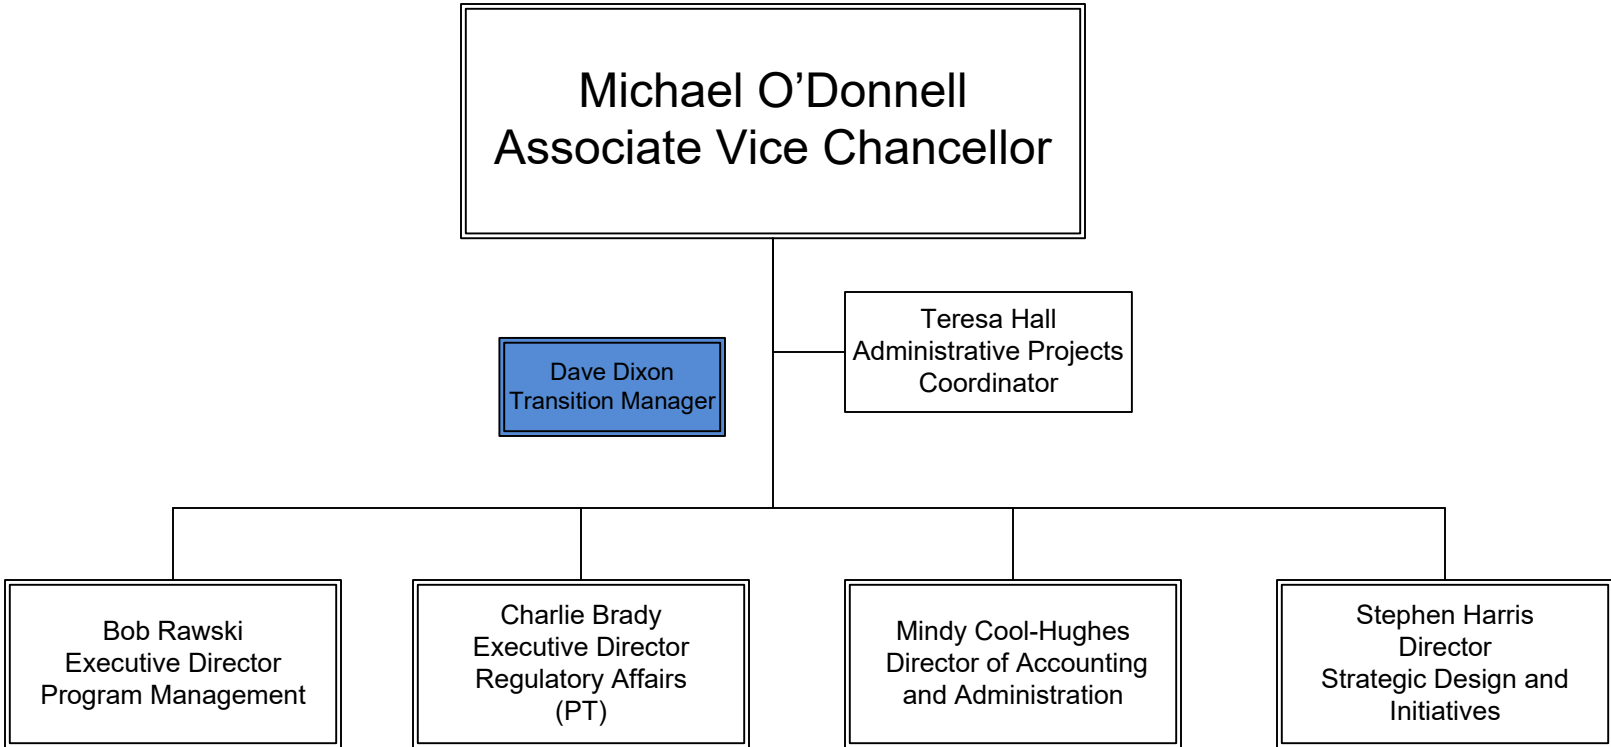 Michael O’Donnell
Associate Vice Chancellor
Teresa Hall
Administrative Projects
Coordinator
Dave Dixon
Transition Manager
Bob Rawski
Executive Director
Program Management
Charlie Brady
Executive Director
Regulatory Affairs
(PT)
Mindy Cool-Hughes
Director of Accounting
and Administration
Stephen Harris
Director
Strategic Design and
Initiatives